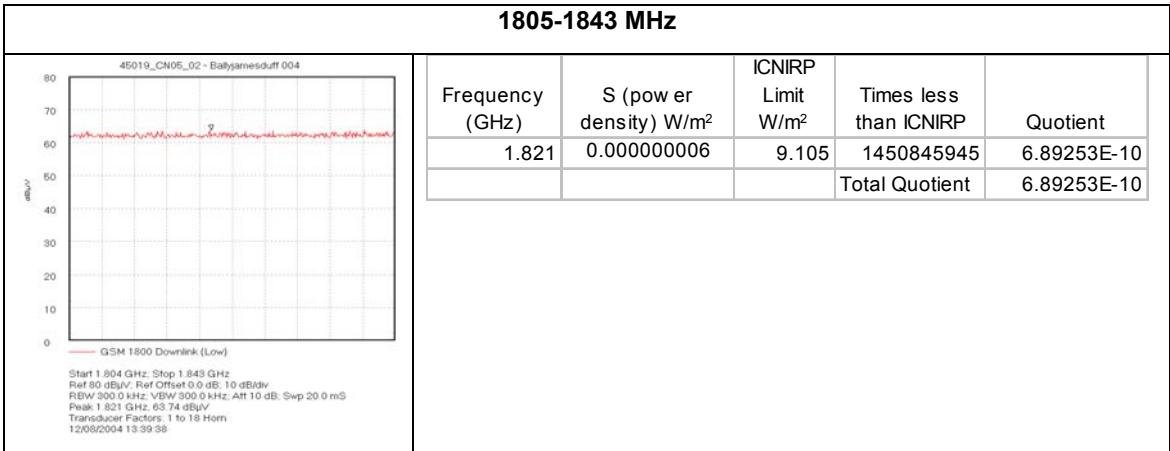 1805-1843 MHz
45019_CN05_02 - Ballyjamesduff 004
80
70
60
50
40
30
20
10
0
dBµV
GSM 1800 Downlink (Low)
Start 1.804 GHz; Stop 1.843 GHz
Ref 80 dBµV; Ref Offset 0.0 dB; 10 dB/div
RBW 300.0 kHz; VBW 300.0 kHz; Att 10 dB; Swp 20.0 mS
Peak 1.821 GHz, 63.74 dBµV
Transducer Factors: 1 to 18 Horn
12/08/2004 13:39:38
Frequency (GHz) S (pow er density) W/m² ICNIRP Limit W/m² Times less than ICNIRP Quotient
1.821 0.000000006 9.105 1450845945 6.89253E-10
Total Quotient 6.89253E-10